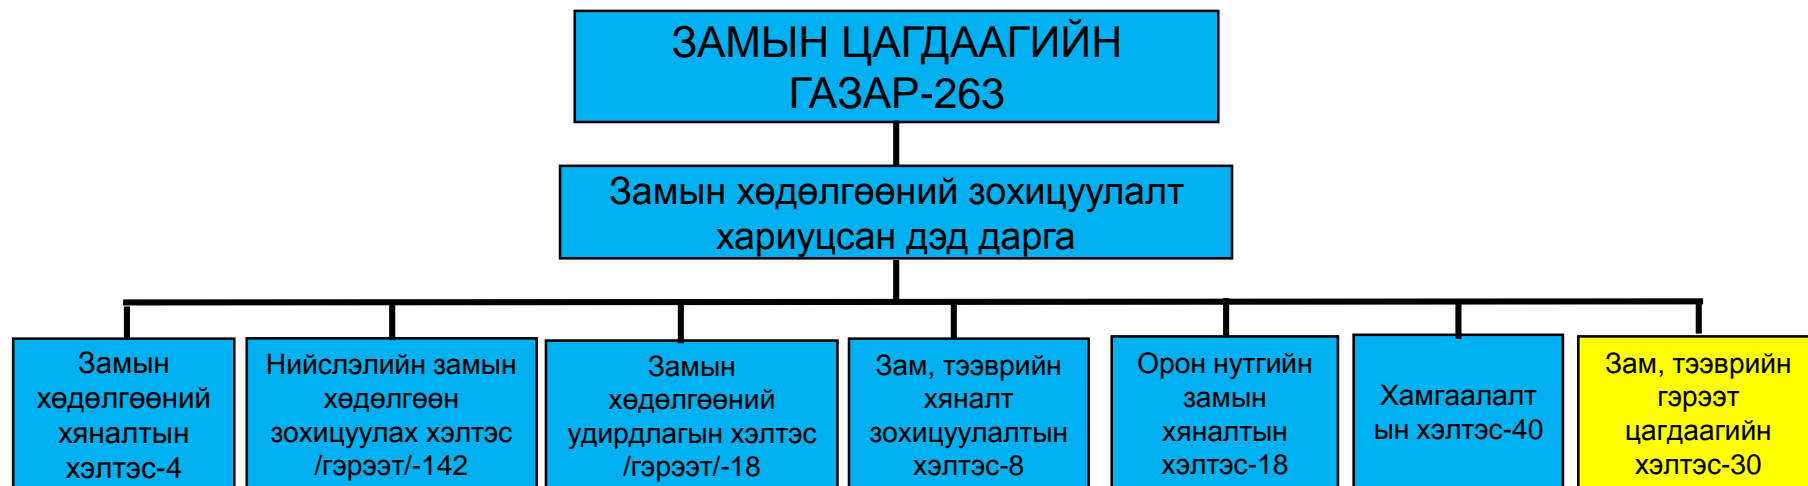 ЗАМЫН ЦАГДААГИЙН
ГАЗАР-263
Замын хөдөлгөөний зохицуулалт
хариуцсан дэд дарга
Замын
хөдөлгөөний
хяналтын
хэлтэс-4
Нийслэлийн замын
хөдөлгөөн
зохицуулах хэлтэс
/гэрээт/-142
Замын
хөдөлгөөний
удирдлагын хэлтэс
/гэрээт/-18
Зам, тээврийн
хяналт
зохицуулалтын
хэлтэс-8
Орон нутгийн
замын
хяналтын
хэлтэс-18
Хамгаалалт
ын хэлтэс-40
Зам, тээврийн
гэрээт
цагдаагийн
хэлтэс-30